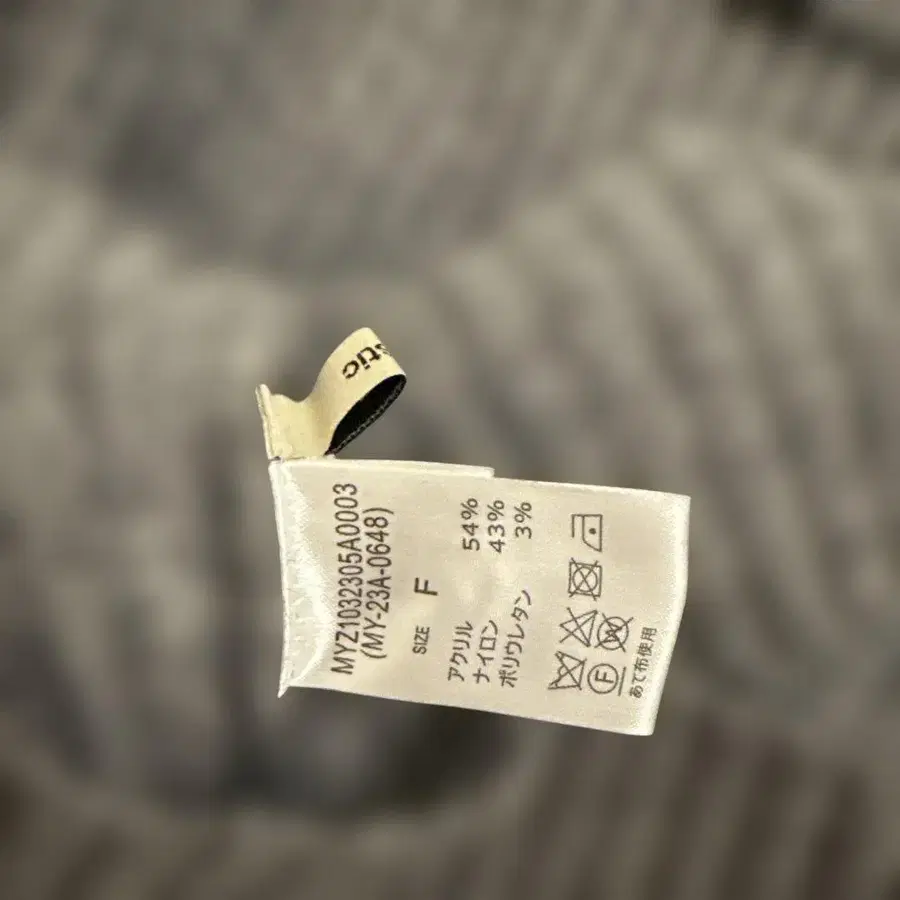 stic
MYZ1032305A0003
(MY-23A-0648)
SIZE F
アクリル 54%
ナイロン 43%
ポリウレタン 3%
F
あて布使用